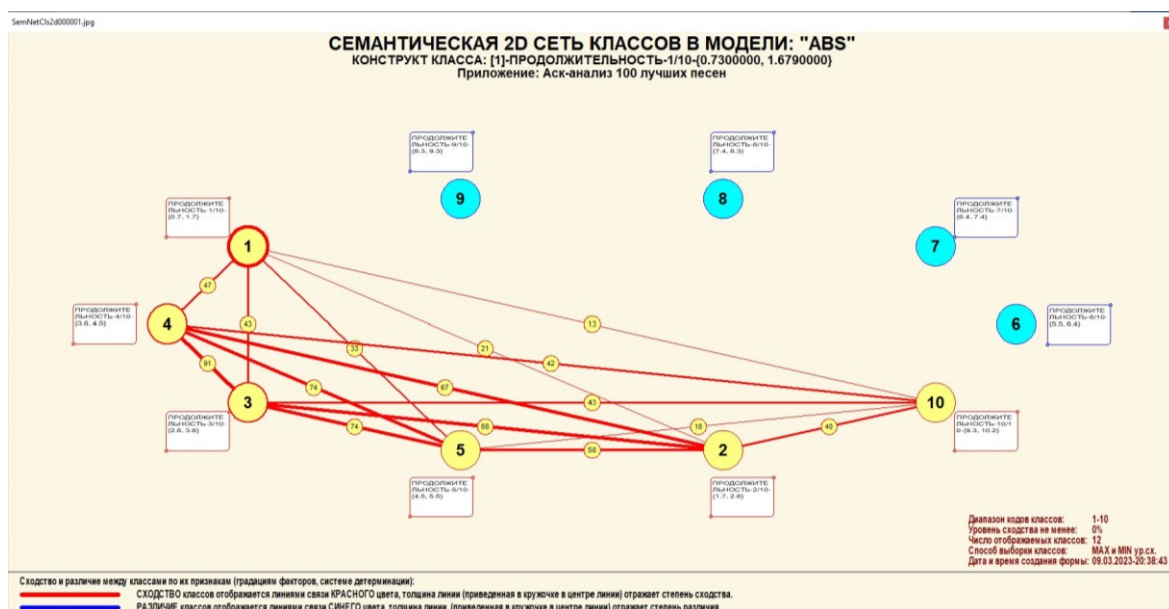 SemNetCls2d000001.jpg
СЕМАНТИЧЕСКАЯ 2D СЕТЬ КЛАССОВ В МОДЕЛИ: "ABS"
КОНСТРУКТ КЛАССА: [1]-ПРОДОЛЖИТЕЛЬНОСТЬ-1/10-{0.7300000, 1.6790000}
Приложение: Аск-анализ 100 лучших песен
ПРОДОЛЖИТЕ
ЛЬНОСТЬ-9/10-
{8.3, 9.3}
ПРОДОЛЖИТЕ
ЛЬНОСТЬ-8/10-
{7.4, 8.3}
9
8
ПРОДОЛЖИТЕ
ЛЬНОСТЬ-1/10-
{0.7, 1.7}
ПРОДОЛЖИТЕ
ЛЬНОСТЬ-7/10-
{6.4, 7.4}
1
7
47
ПРОДОЛЖИТЕ
ЛЬНОСТЬ-4/10-
{3.6, 4.5}
4
43
13
6
ПРОДОЛЖИТЕ
ЛЬНОСТЬ-6/10-
{5.5, 6.4}
33
21
91
42
74
67
3
43
10
ПРОДОЛЖИТЕ
ЛЬНОСТЬ-3/10-
{2.6, 3.6}
74
68
18
40
ПРОДОЛЖИТЕ
ЛЬНОСТЬ-10/1
0-{9.3, 10.2}
5
58
2
ПРОДОЛЖИТЕ
ЛЬНОСТЬ-5/10-
{4.5, 5.5}
ПРОДОЛЖИТЕ
ЛЬНОСТЬ-2/10-
{1.7, 2.6}
Диапазон кодов классов: 1-10
Уровень сходства не менее: 0%
Число отображаемых классов: 12
Способ выборки классов: MAX и MIN ур.сх.
Дата и время создания формы: 09.03.2023-20:38:43
Сходство и различие между классами по их признакам (градациям факторов, системе детерминации):
СХОДСТВО классов отображается линиями связи КРАСНОГО цвета, толщина линии (приведенная в кружочке в центре линии) отражает степень сходства.
РАЗЛИЧИЕ классов отображается линиями связи СИНЕГО цвета, толщина линии (приведенная в кружочке в центре линии) отражает степень различия.